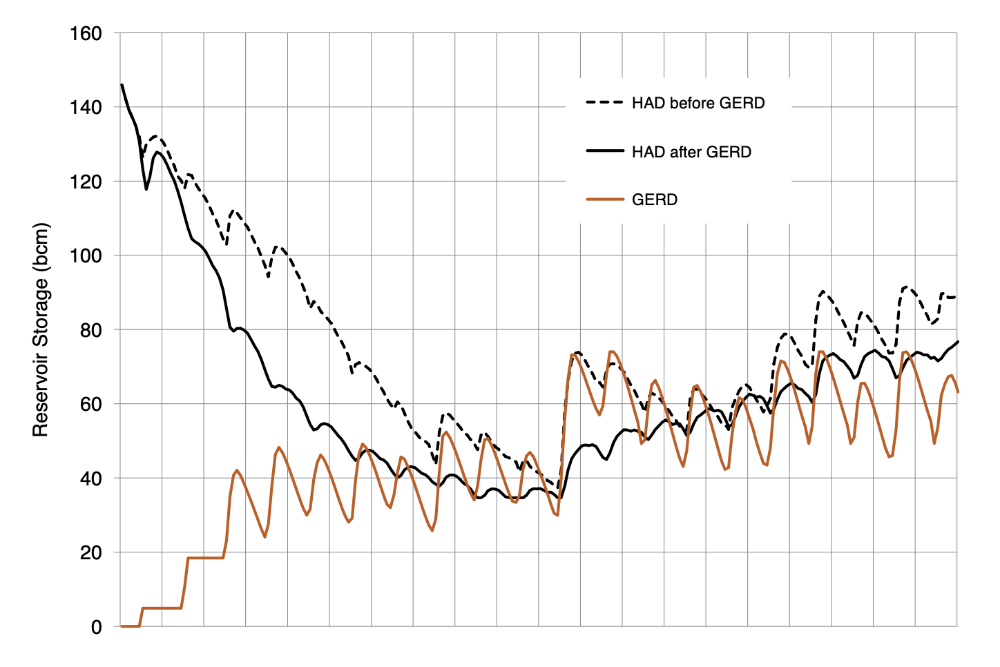 160
140
120
100
80
60
40
20
0
Reservoir Storage (bcm)
HAD before GERD
HAD after GERD
GERD